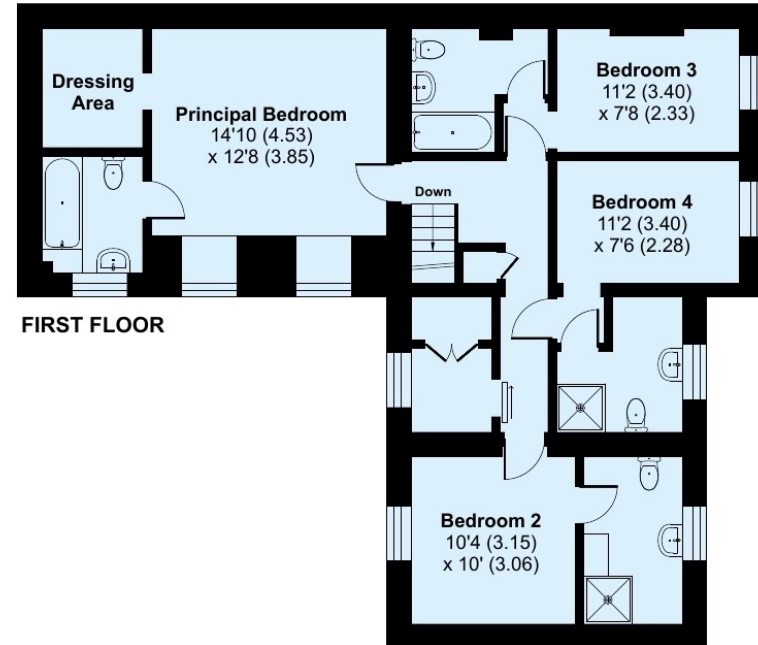 Dressing
Area
Principal Bedroom
14'10 (4.53)
x 12'8 (3.85)
Bedroom 3
11'2 (3.40)
x 7'8 (2.33)
Down
Bedroom 4
11'2 (3.40)
x 7'6 (2.28)
FIRST FLOOR
Bedroom 2
10'4 (3.15)
x 10' (3.06)